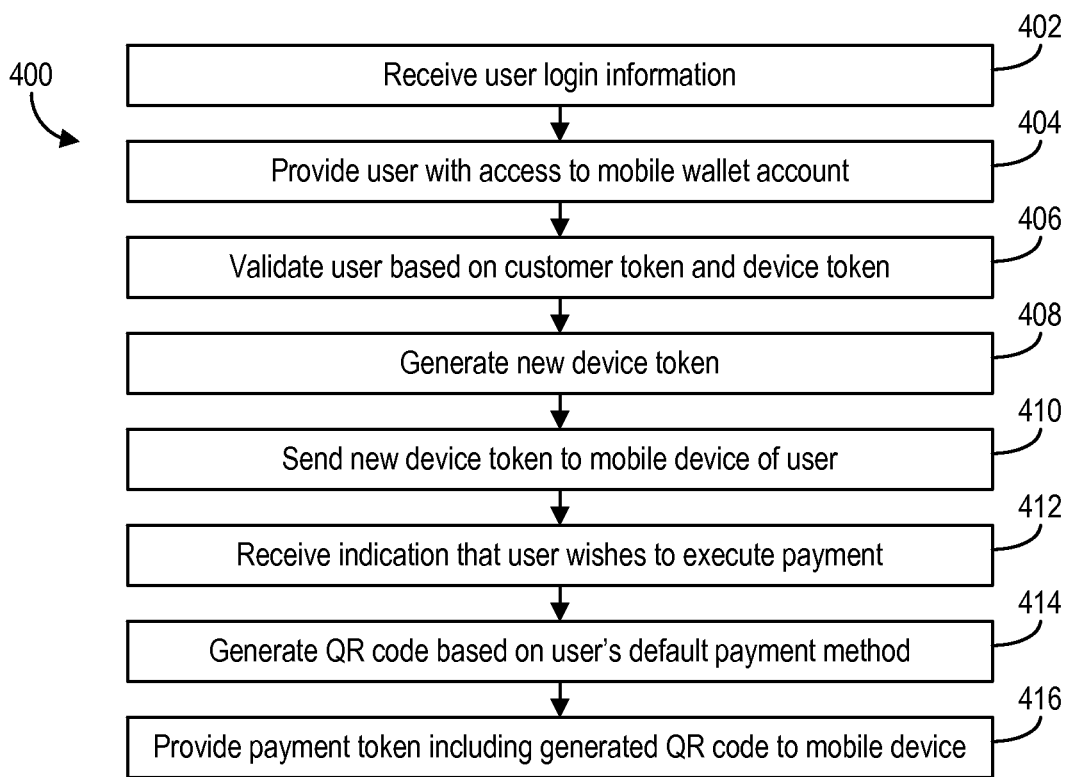 400
402
Receive user login information
404
Provide user with access to mobile wallet account
406
Validate user based on customer token and device token
408
Generate new device token
410
Send new device token to mobile device of user
412
Receive indication that user wishes to execute payment
414
Generate QR code based on user's default payment method
416
Provide payment token including generated QR code to mobile device